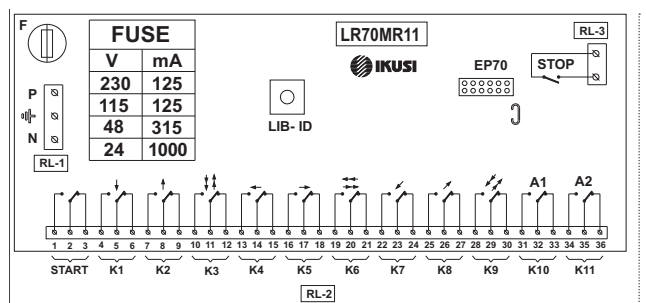 F
FUSE
V mA
230 125
115 125
48 315
24 1000
LR70MR11
IKUSI
RL-3
STOP
EP70
LIB- ID
P
N
RL-1
A1 A2
1 2 3 4 5 6 7 8 9 10 11 12 13 14 15 16 17 18 19 20 21 22 23 24 25 26 27 28 29 30 31 32 33 34 35 36
START K1 K2 K3 K4 K5 K6 K7 K8 K9 K10 K11
RL-2